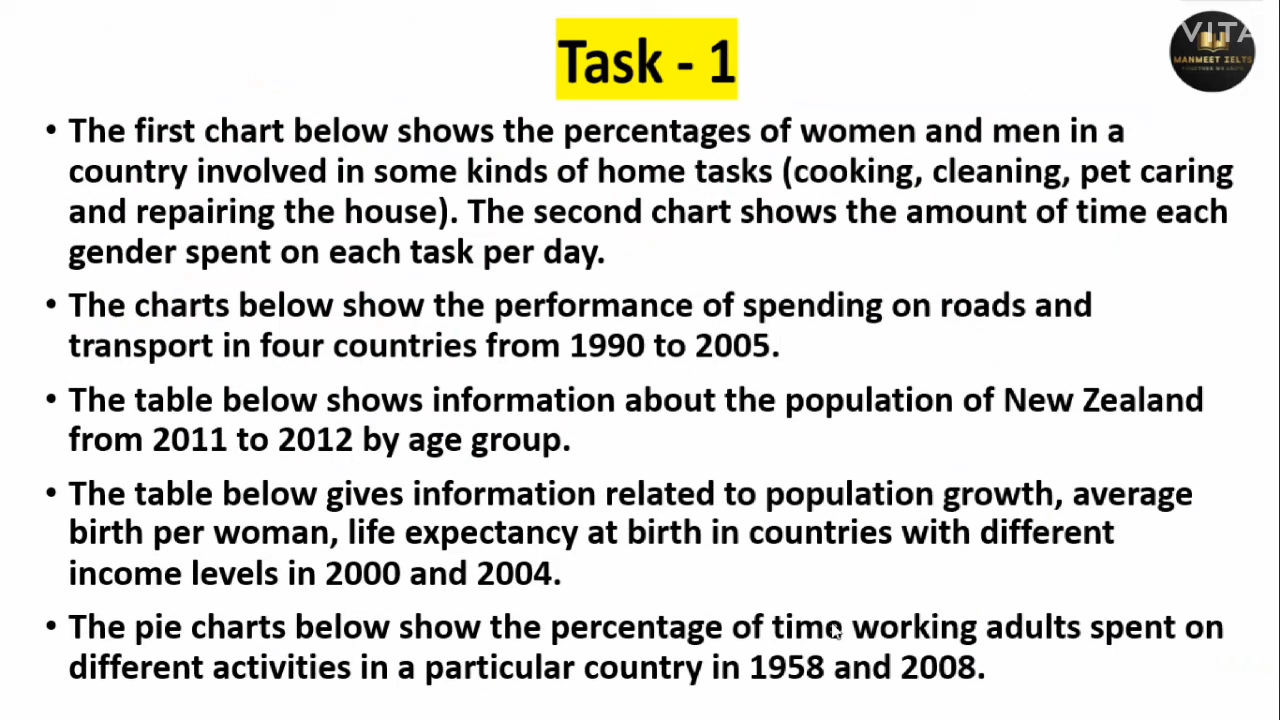 Task - 1
VITA
MANMEET IELTS
• The first chart below shows the percentages of women and men in a
country involved in some kinds of home tasks (cooking, cleaning, pet caring
and repairing the house). The second chart shows the amount of time each
gender spent on each task per day.
• The charts below show the performance of spending on roads and
transport in four countries from 1990 to 2005.
• The table below shows information about the population of New Zealand
from 2011 to 2012 by age group.
• The table below gives information related to population growth, average
birth per woman, life expectancy at birth in countries with different
income levels in 2000 and 2004.
• The pie charts below show the percentage of time working adults spent on
different activities in a particular country in 1958 and 2008.